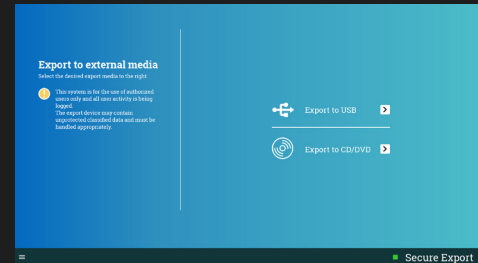 Export to external media
Select the desired export media to the right
This system is for the use of authorized
users only and all user activity is being
logged.
The export device may contain
unprotected classified data and must be
handled appropriately.
Export to USB
Export to CD/DVD
Secure Export